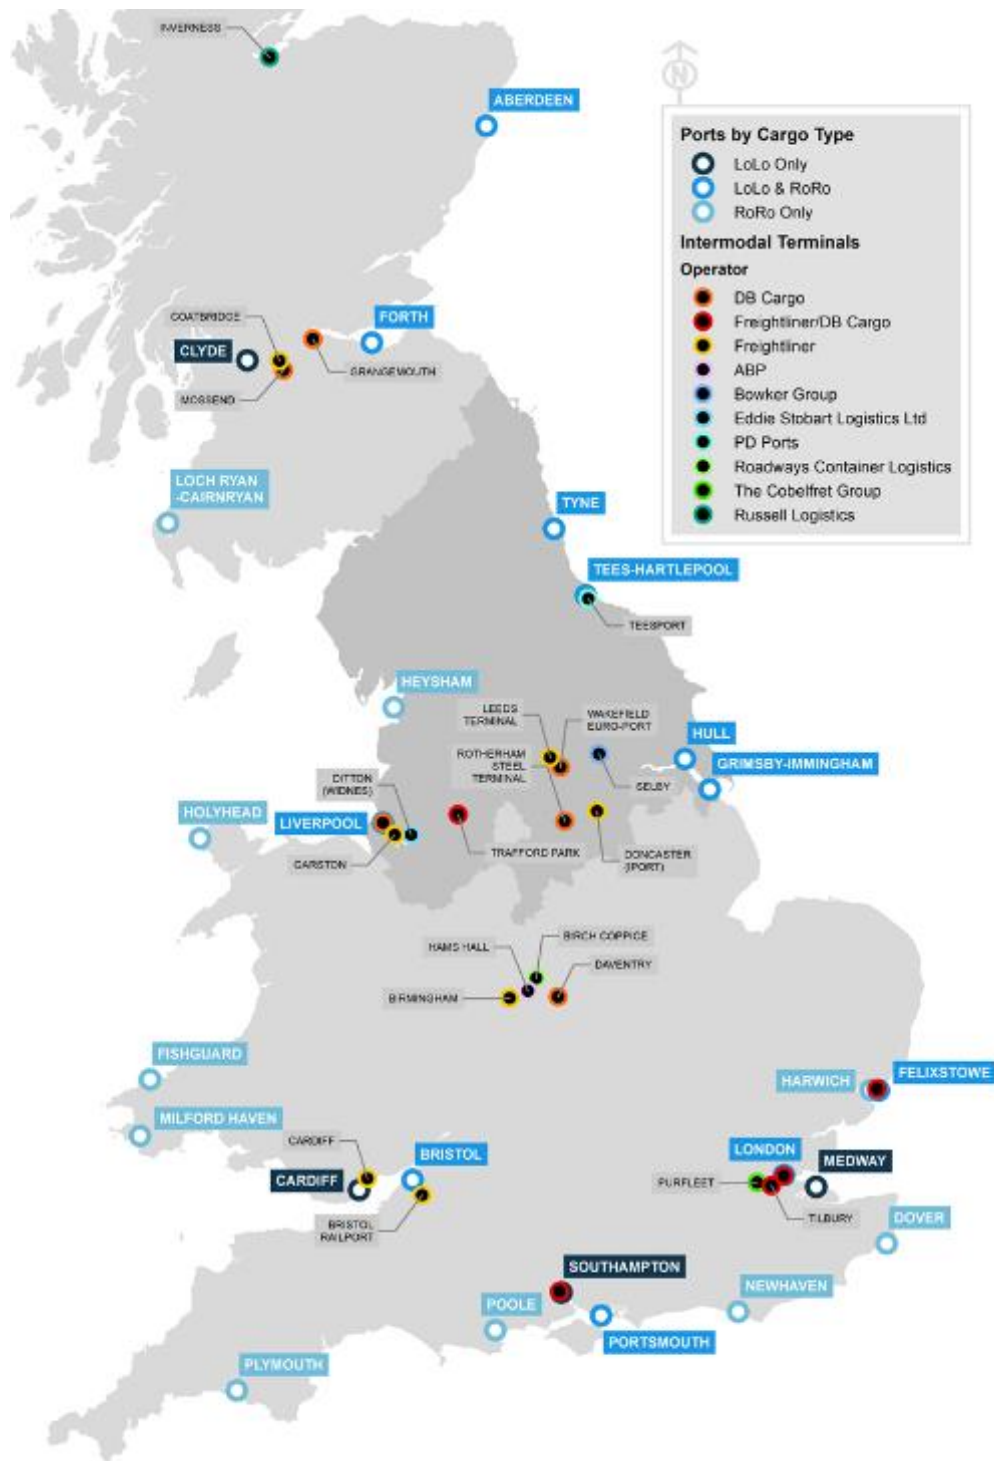 INVERNESS
ABERDEEN
N
Ports by Cargo Type
LoLo Only
LoLo & RoRo
RoRo Only
Intermodal Terminals
Operator
DB Cargo
Freightliner/DB Cargo
Freightliner
ABP
Bowker Group
Eddie Stobart Logistics Ltd
PD Ports
Roadways Container Logistics
The Cobelfret Group
Russell Logistics
COATBRIDGE
FORTH
CLYDE
GRANGEMOUTH
MOSSEND
LOCH RYAN
-CAIRNRYAN
TYNE
TEES-HARTLEPOOL
TEESPORT
HEYSHAM
LEEDS
TERMINAL
WAKEFIELD
EURO-PORT
HULL
ROTHERHAM
STEEL
TERMINAL
GRIMSBY-IMMINGHAM
DITTON
(WIDNES)
SELBY
HOLYHEAD
LIVERPOOL
GARSTON
TRAFFORD PARK
DONCASTER
(IPORT)
BIRCH COPPICE
HAMS HALL
DAVENTRY
BIRMINGHAM
FISHGUARD
HARWICH
FELIXSTOWE
MILFORD HAVEN
CARDIFF
BRISTOL
LONDON
MEDWAY
CARDIFF
PURFLEET
TILBURY
DOVER
BRISTOL
RAILPORT
SOUTHAMPTON
NEWHAVEN
POOLE
PORTSMOUTH
PLYMOUTH